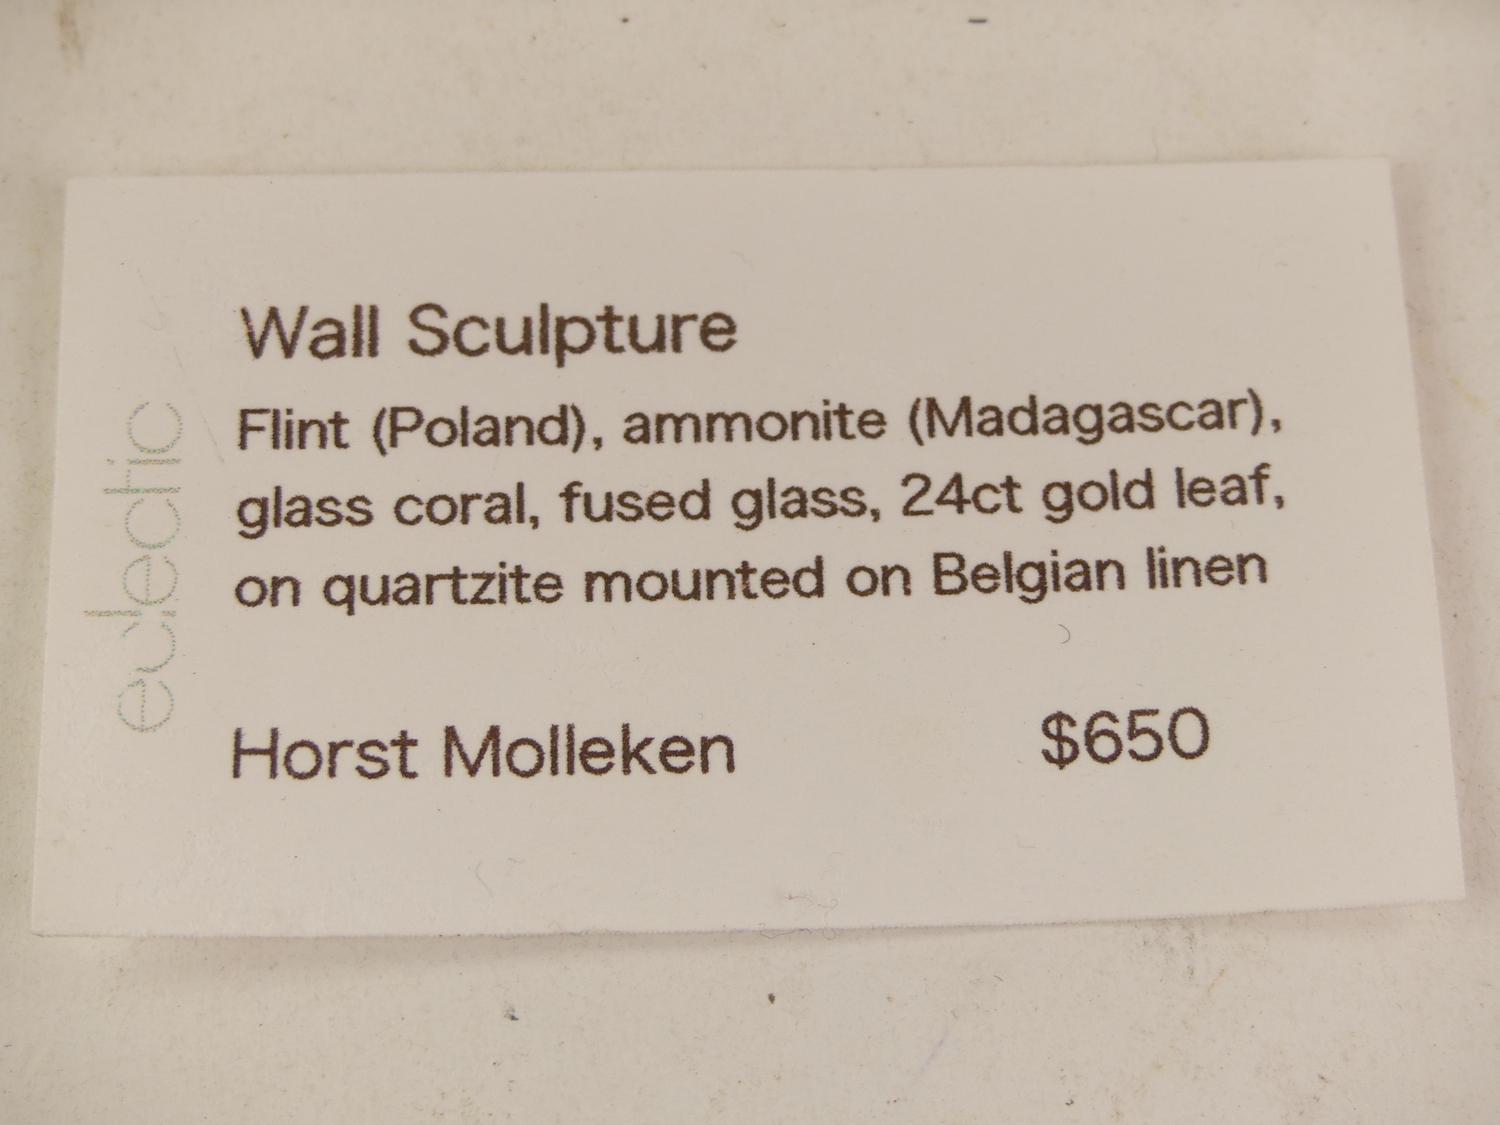 eclectic
Wall Sculpture
Flint (Poland), ammonite (Madagascar),
glass coral, fused glass, 24ct gold leaf,
on quartzite mounted on Belgian linen
Horst Molleken $650